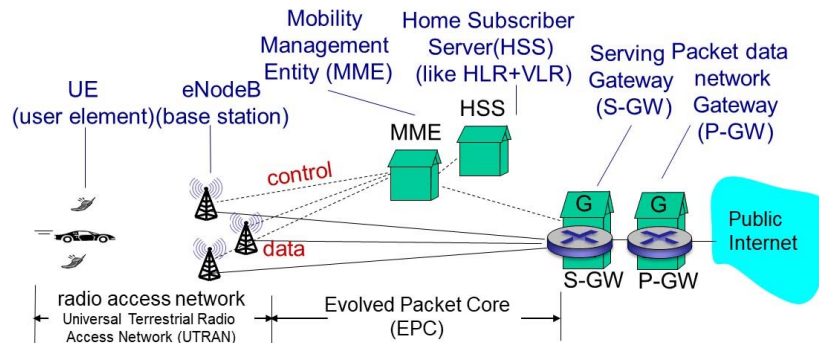 Mobility
Management
Entity (MME)
Home Subscriber
Server(HSS)
(like HLR+VLR)
Serving
Gateway
(S-GW)
Packet data
network
Gateway
(P-GW)
UE
(user element)
eNodeB
(base station)
MME
HSS
control
data
G
G
S-GW
P-GW
Public
Internet
radio access network
Universal Terrestrial Radio
Access Network (UTRAN)
Evolved Packet Core
(EPC)